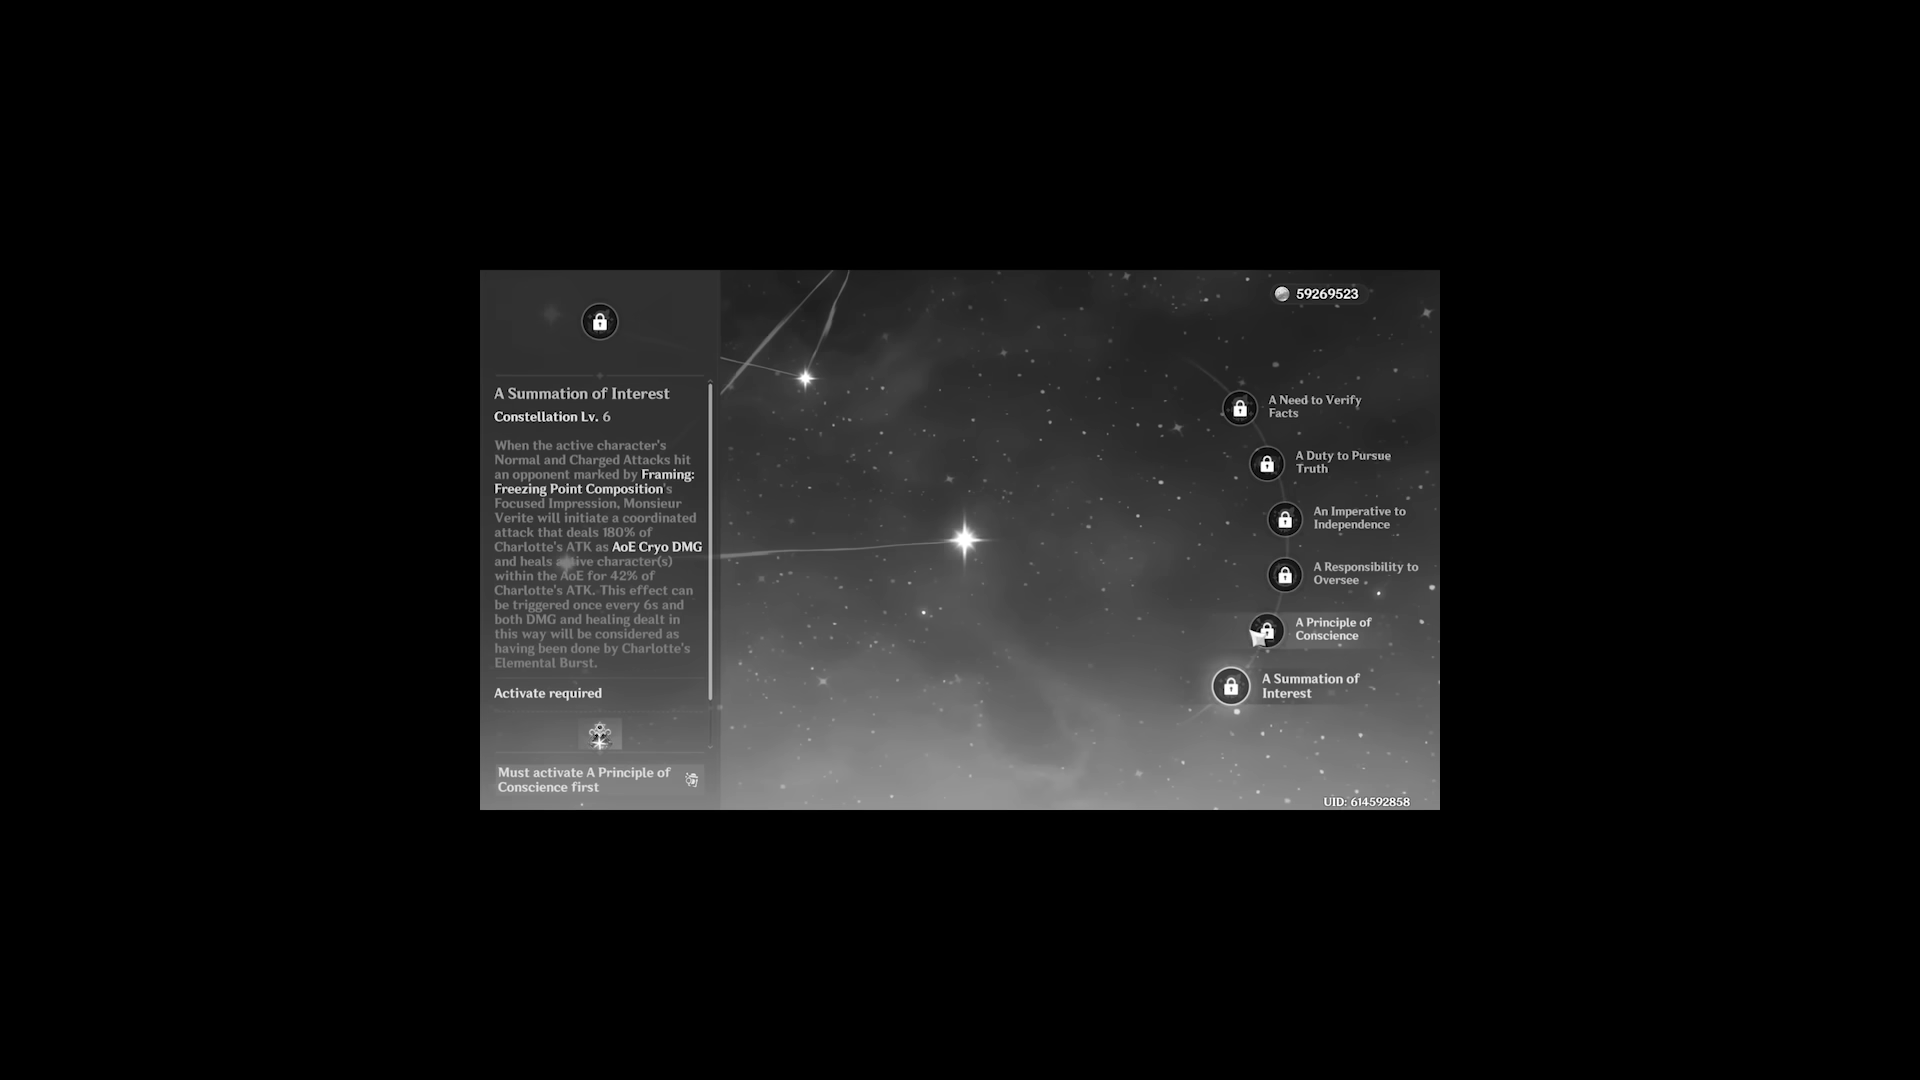 59269523
A Summation of Interest
Constellation Lv. 6
When the active character's
Normal and Charged Attacks hit
an opponent marked by Framing:
Freezing Point Composition's
Focused Impression, Monsieur
Verite will initiate a coordinated
attack that deals 180% of
Charlotte's ATK as AoE Cryo DMG
and heals active character(s)
within the AoE for 42% of
Charlotte's ATK. This effect can
be triggered once every 6s and
both DMG and healing dealt in
this way will be considered as
having been done by Charlotte's
Elemental Burst.
Activate required
Must activate A Principle of
Conscience first
A Need to Verify
Facts
A Duty to Pursue
Truth
An Imperative to
Independence
A Responsibility to
Oversee
A Principle of
Conscience
A Summation of
Interest
UID: 614592858